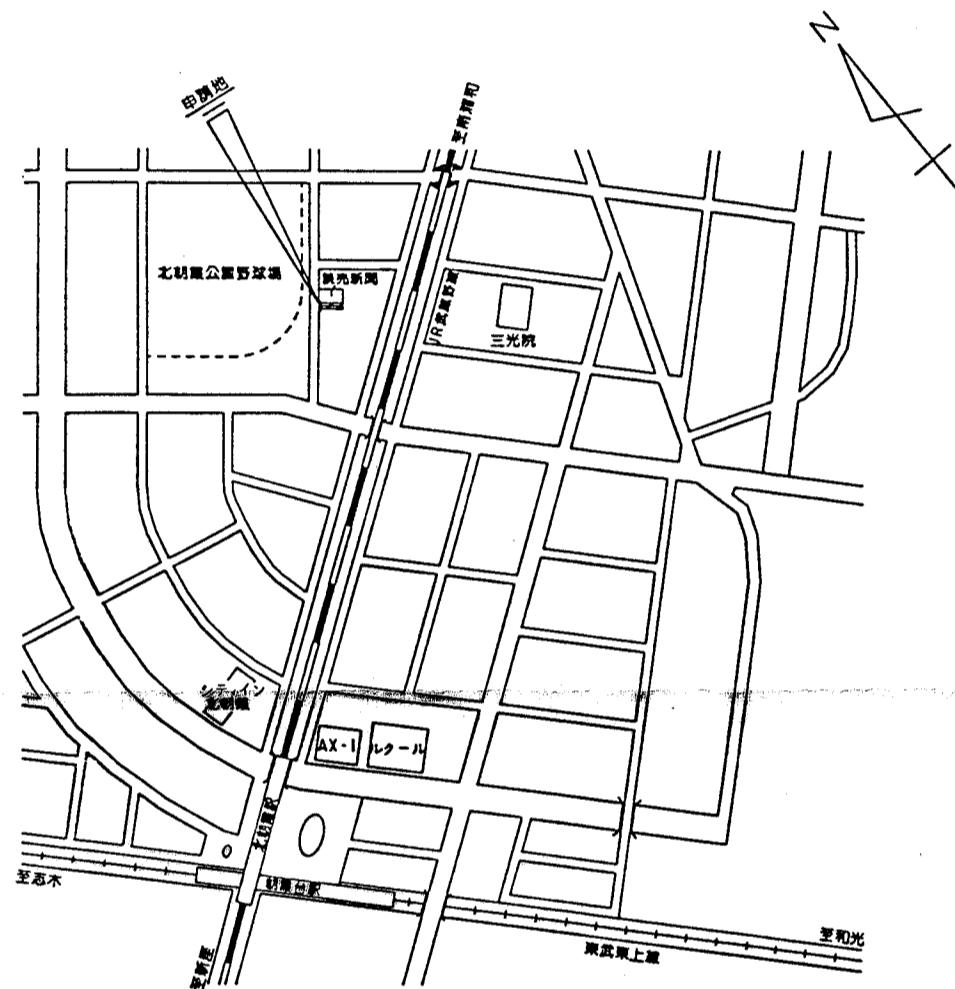 N
申請地
至南浦和
北朝霞公園野球場
読売新聞
JR武蔵野線
三光院
シティイン
北朝霞
AX-1
ルクール
北朝霞駅
朝霞台駅
至志木
至新座
東武東上線
至和光